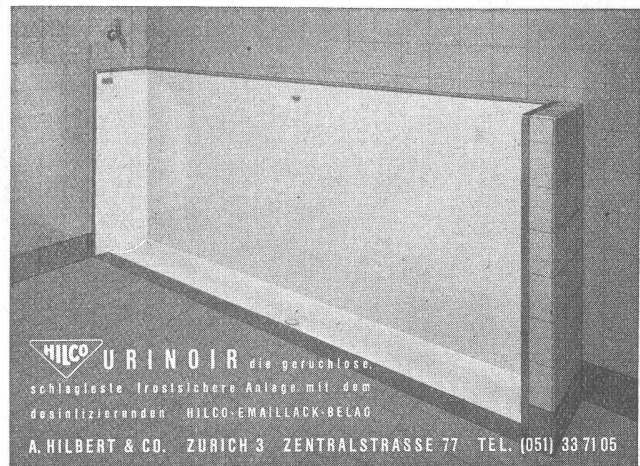 HILCO URINOIR die geruchlose,
schlagfeste frostsichere Anlage mit dem
desinfizierenden HILCO-EMAILLACK-BELAG
A. HILBERT & CO. ZURICH 3 ZENTRALSTRASSE 77 TEL. (051) 33 71 05